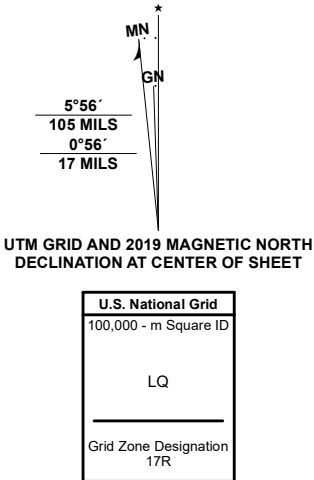 ★
MN
GN
5°56´
105 MILS
0°56´
17 MILS
UTM GRID AND 2019 MAGNETIC NORTH
DECLINATION AT CENTER OF SHEET
U.S. National Grid
100,000 - m Square ID
LQ
Grid Zone Designation
17R